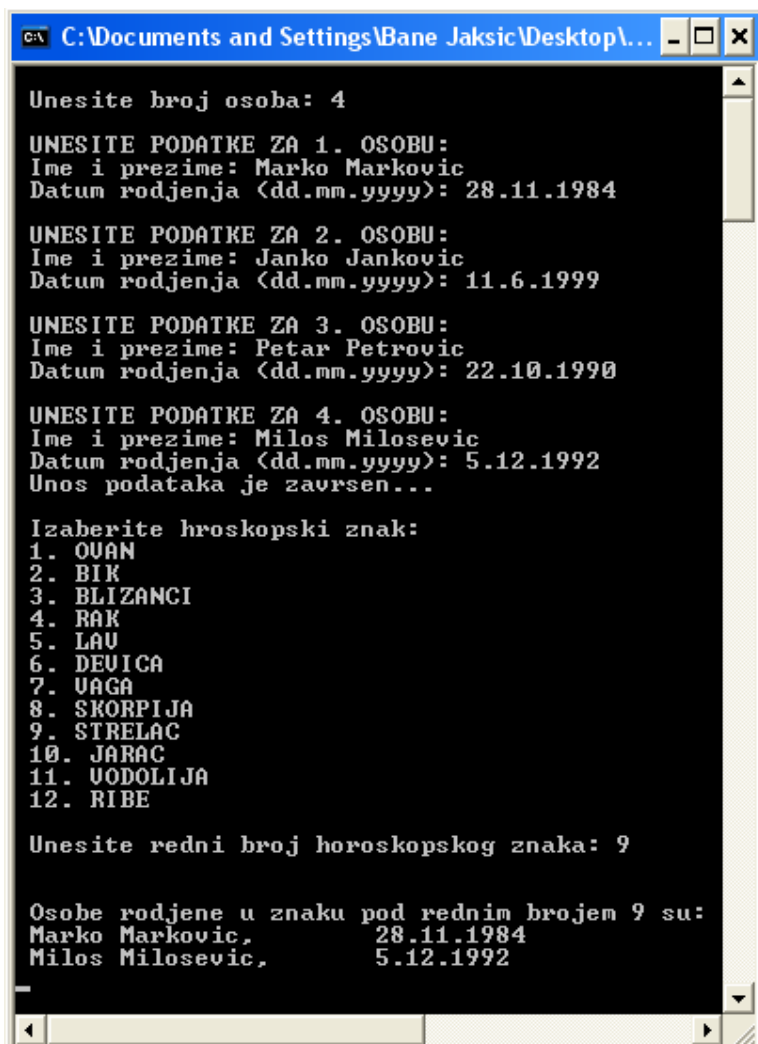 C:\Documents and Settings\Bane Jaksic\Desktop\...
Unesite broj osoba: 4
UNESITE PODATKE ZA 1. OSOBU:
Ime i prezime: Marko Markovic
Datum rodjenja (dd.mm.yyyy): 28.11.1984
UNESITE PODATKE ZA 2. OSOBU:
Ime i prezime: Janko Jankovic
Datum rodjenja (dd.mm.yyyy): 11.6.1999
UNESITE PODATKE ZA 3. OSOBU:
Ime i prezime: Petar Petrovic
Datum rodjenja (dd.mm.yyyy): 22.10.1990
UNESITE PODATKE ZA 4. OSOBU:
Ime i prezime: Milos Milosevic
Datum rodjenja (dd.mm.yyyy): 5.12.1992
Unos podataka je zavrsen...
Izaberite hroskopski znak:
1. OVAN
2. BIK
3. BLIZANCI
4. RAK
5. LAV
6. DEVICA
7. VAGA
8. SKORPIJA
9. STRELAC
10. JARAC
11. VODOLIJA
12. RIBE
Unesite redni broj horoskopskog znaka: 9
Osobe rodjene u znaku pod rednim brojem 9 su:
Marko Markovic, 28.11.1984
Milos Milosevic, 5.12.1992